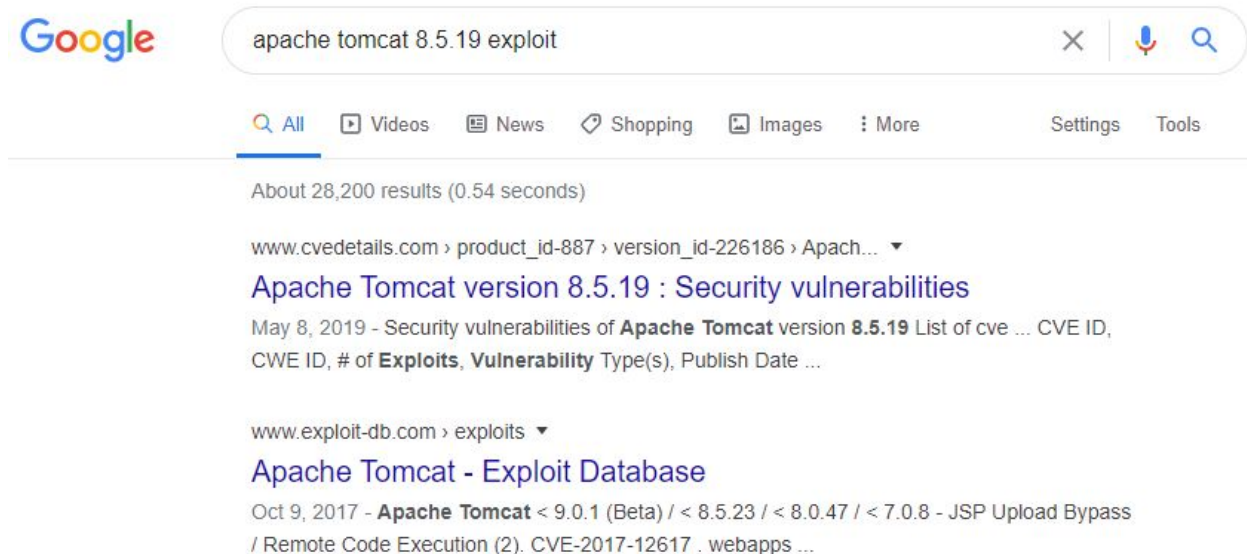 Google
apache tomcat 8.5.19 exploit
All Videos News Shopping Images More Settings Tools
About 28,200 results (0.54 seconds)
www.cvedetails.com › product_id-887 › version_id-226186 › Apach...
Apache Tomcat version 8.5.19 : Security vulnerabilities
May 8, 2019 - Security vulnerabilities of Apache Tomcat version 8.5.19 List of cve ... CVE ID,
CWE ID, # of Exploits, Vulnerability Type(s), Publish Date ...
www.exploit-db.com › exploits
Apache Tomcat - Exploit Database
Oct 9, 2017 - Apache Tomcat < 9.0.1 (Beta) / < 8.5.23 / < 8.0.47 / < 7.0.8 - JSP Upload Bypass
/ Remote Code Execution (2). CVE-2017-12617 . webapps ...